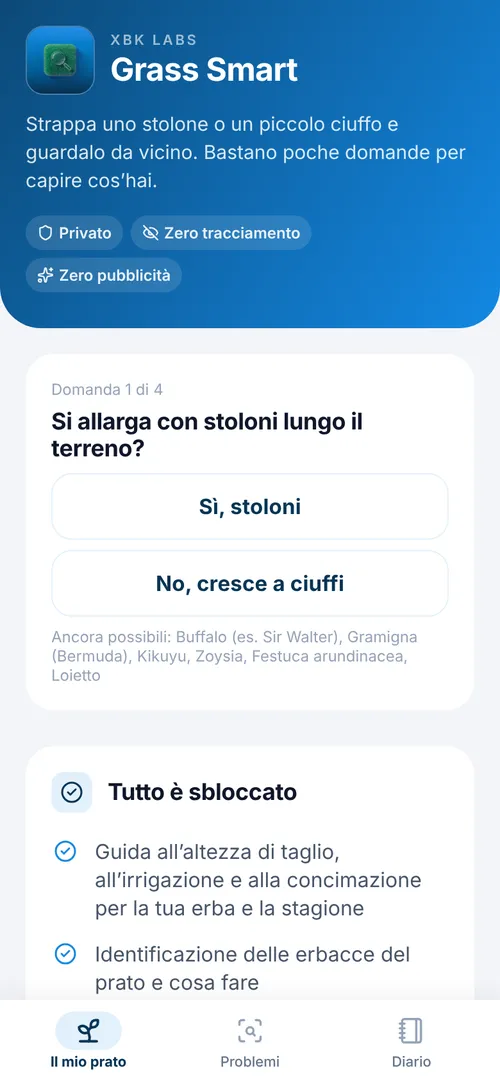 XBK LABS
Grass Smart
Strappa uno stolone o un piccolo ciuffo e
guardalo da vicino. Bastano poche domande per
capire cos’hai.
Privato
Zero tracciamento
Zero pubblicità
Domanda 1 di 4
Si allarga con stoloni lungo il
terreno?
Sì, stoloni
No, cresce a ciuffi
Ancora possibili: Buffalo (es. Sir Walter), Gramigna
(Bermuda), Kikuyu, Zoysia, Festuca arundinacea,
Loietto
Tutto è sbloccato
Guida all’altezza di taglio,
all’irrigazione e alla concimazione
per la tua erba e la stagione
Identificazione delle erbacce del
prato e cosa fare
Il mio prato
Problemi
Diario